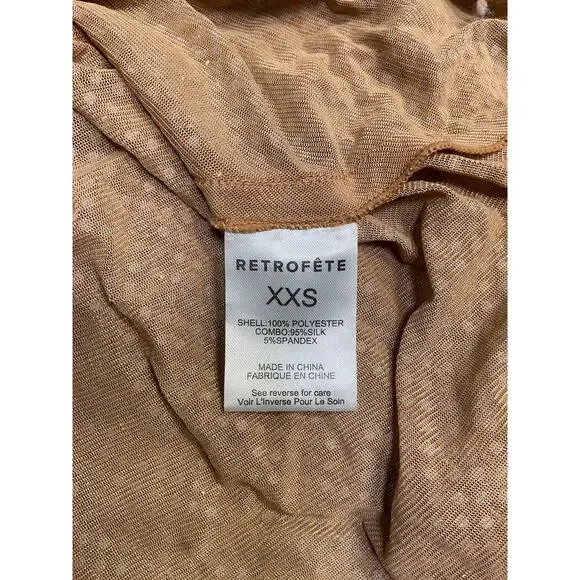 RETROFÊTE
XXS
SHELL:100% POLYESTER
COMBO:95%SILK
5%SPANDEX
MADE IN CHINA
FABRIQUE EN CHINE
See reverse for care
Voir L'Inverse Pour Le Soin